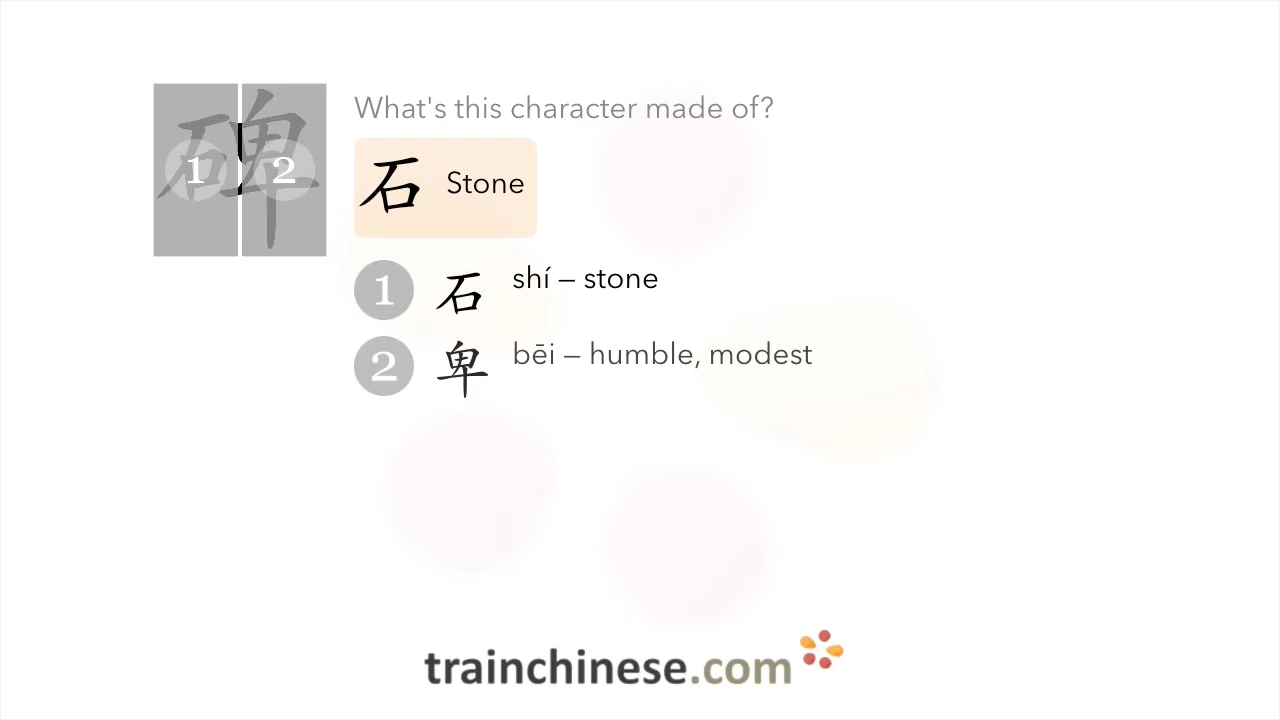 碑
1 2
What's this character made of?
石 Stone
1 石 shí – stone
2 卑 bēi – humble, modest
trainchinese.com